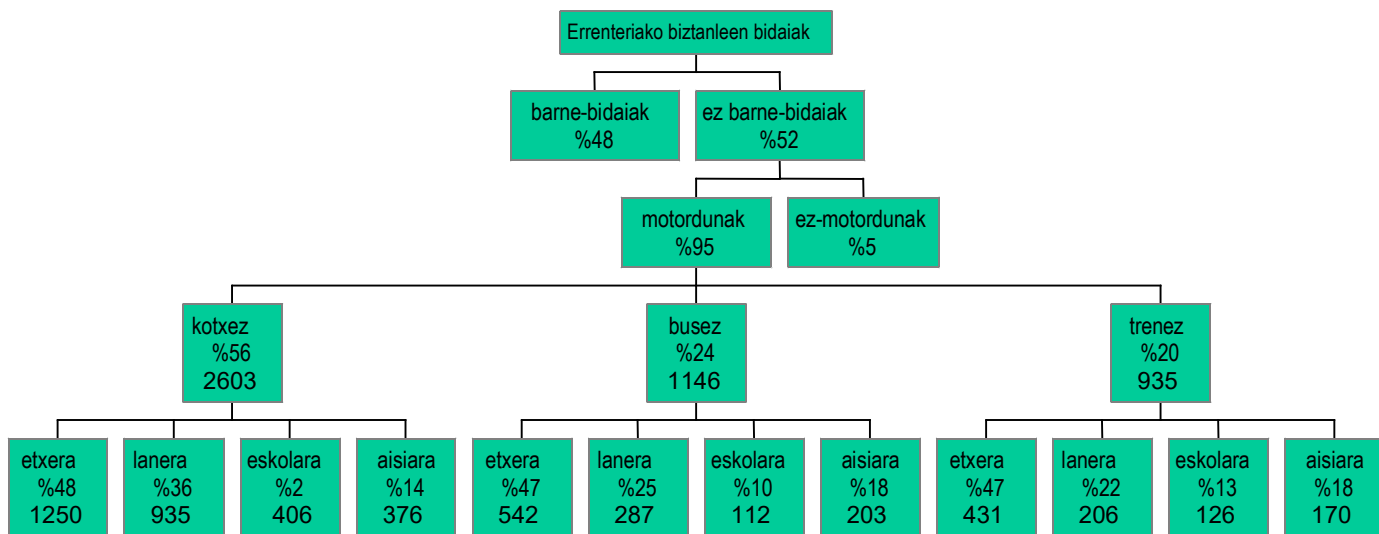 Errenteriako biztanleen bidaiak
barne-bidaiak
%48
ez barne-bidaiak
%52
motordunak
%95
ez-motordunak
%5
kotxez
%56
2603
busez
%24
1146
trenez
%20
935
etxera
%48
1250
lanera
%36
935
eskolara
%2
406
aisiara
%14
376
etxera
%47
542
lanera
%25
287
eskolara
%10
112
aisiara
%18
203
etxera
%47
431
lanera
%22
206
eskolara
%13
126
aisiara
%18
170